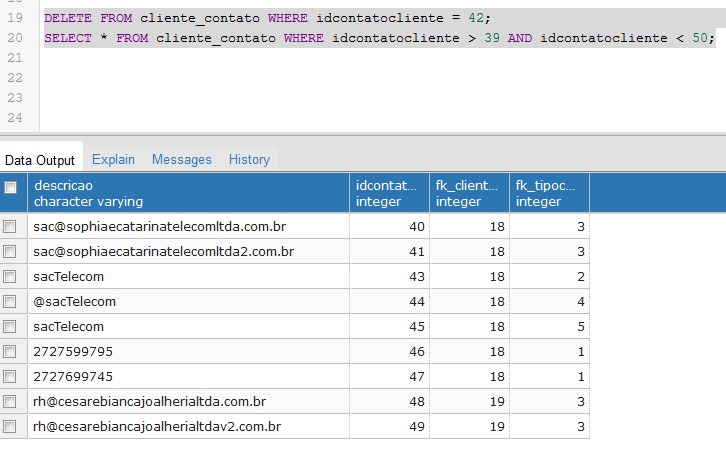 19 DELETE FROM cliente_contato WHERE idcontatocliente = 42;
20 SELECT * FROM cliente_contato WHERE idcontatocliente > 39 AND idcontatocliente < 50;
21
22
23
24
Data Output Explain Messages History
descricao idcontat... fk_clien... fk_tipoc...
character varying integer integer integer
sac@sophiaecatarinatelecomltda.com.br 40 18 3
sac@sophiaecatarinatelecomltda2.com.br 41 18 3
sacTelecom 43 18 2
@sacTelecom 44 18 4
sacTelecom 45 18 5
2727599795 46 18 1
2727699745 47 18 1
rh@cesarebiancajoalherialtda.com.br 48 19 3
rh@cesarebiancajoalherialtdav2.com.br 49 19 3